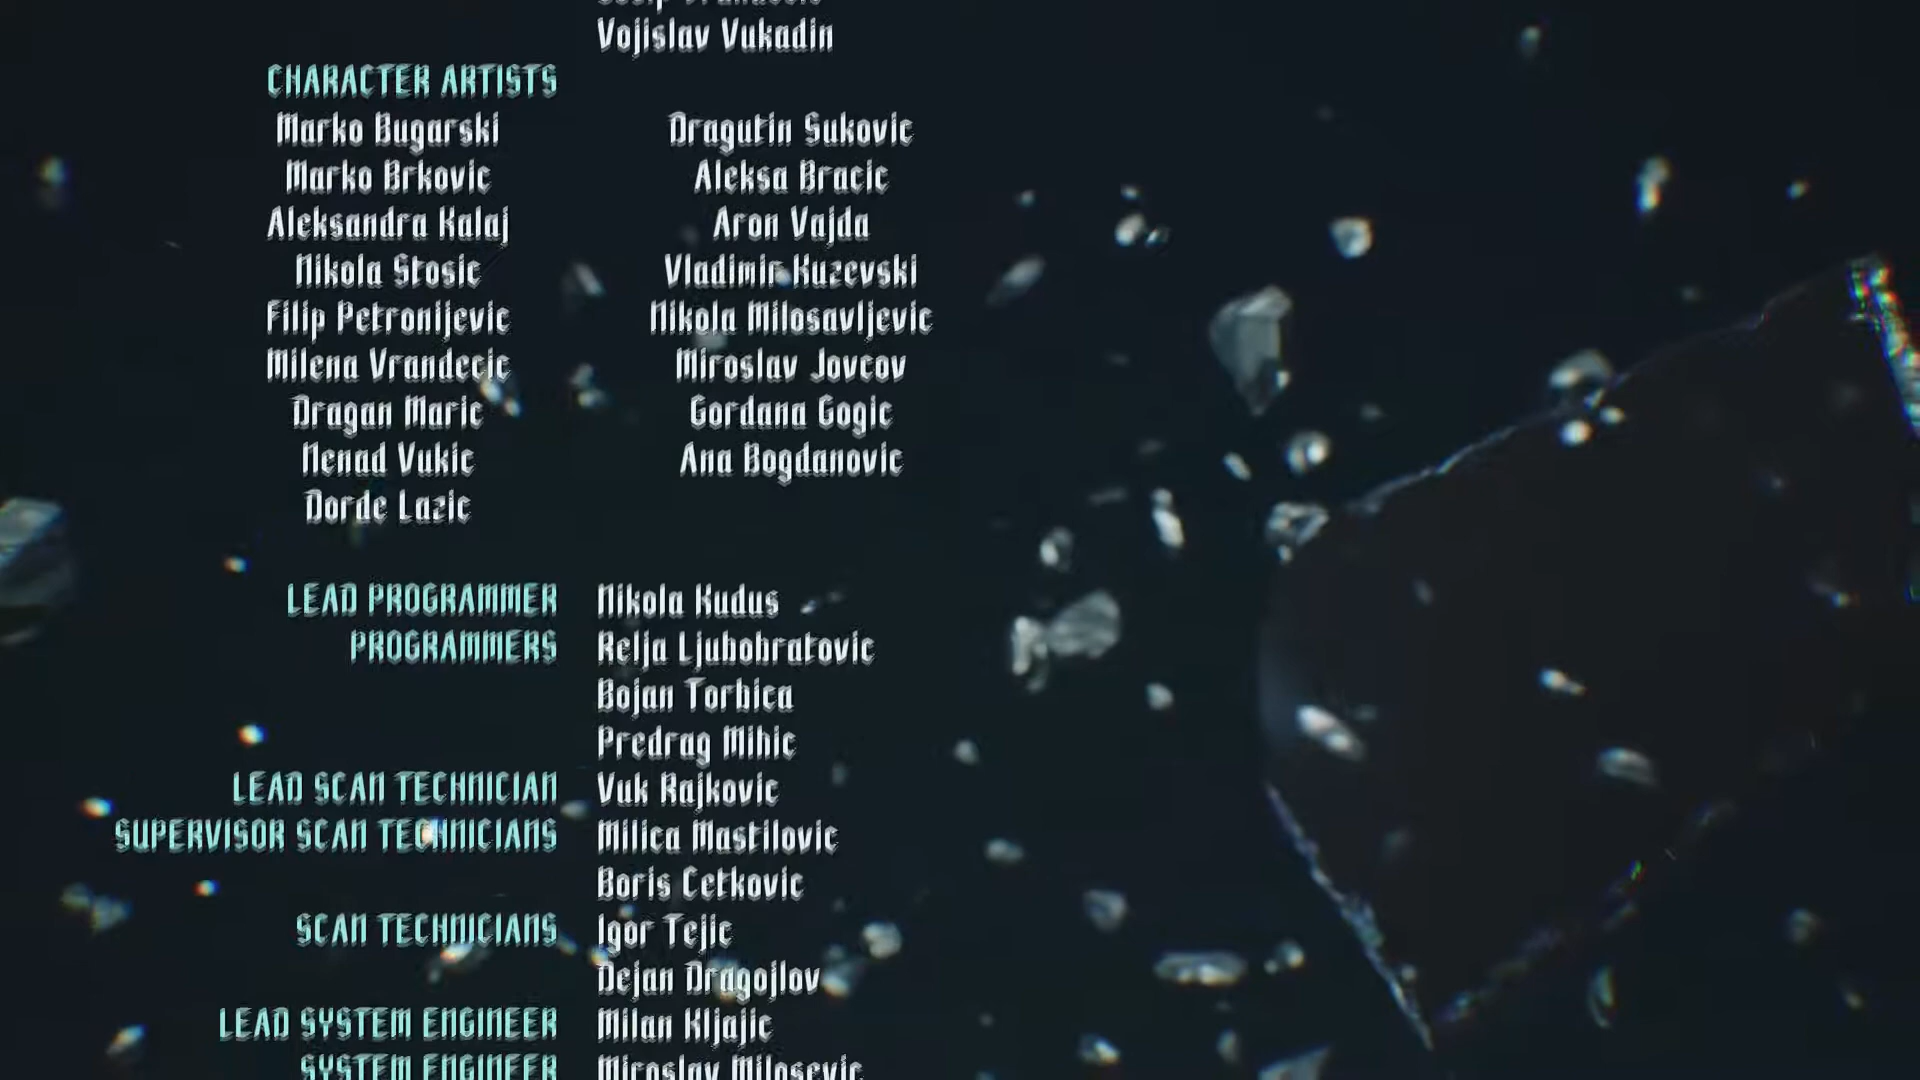 Vojislav Vukadin
CHARACTER ARTISTS
Marko Bugarski Dragutin Sukovic
Marko Brkovic Aleksa Bracic
Aleksandra Kalaj Aron Vajda
Nikola Stosic Vladimir Kuzevski
Filip Petronijevic Nikola Milosavljevic
Milena Vrandecic Miroslav Jovcov
Dragan Maric Gordana Gogic
Nenad Vukic Ana Bogdanovic
Dorde Lazic
LEAD PROGRAMMER Nikola Kudus
PROGRAMMERS Relja Ljubobratovic
Bojan Torbica
Predrag Mihic
LEAD SCAN TECHNICIAN Vuk Rajkovic
SUPERVISOR SCAN TECHNICIANS Milica Mastilovic
Boris Cetkovic
SCAN TECHNICIANS Igor Tejic
Dejan Dragojlov
LEAD SYSTEM ENGINEER Milan Kljajic
SYSTEM ENGINEER Miroslav Milosevic